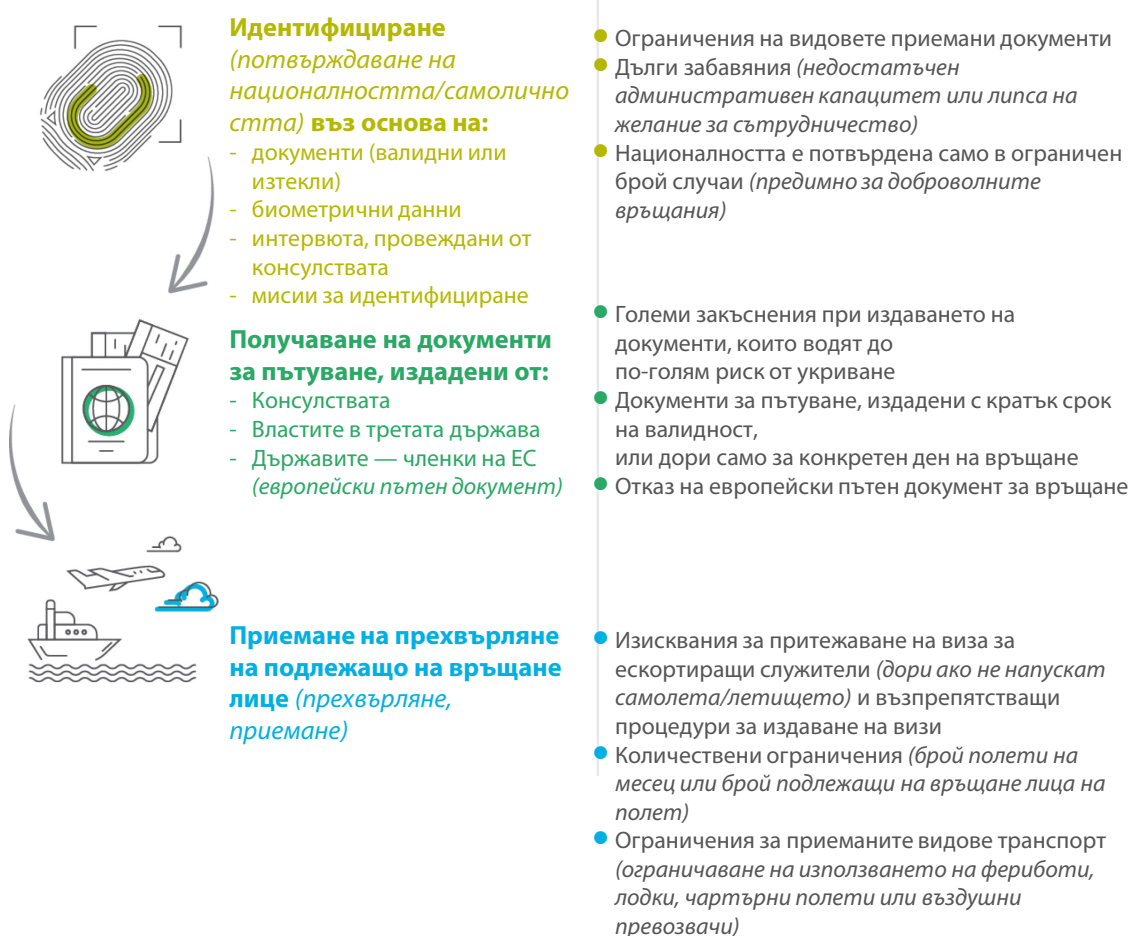 Идентифициране
(потвърждаване на
националността/самолично
стта) въз основа на:
- документи (валидни или
изтекли)
- биометрични данни
- интервюта, провеждани от
консулствата
- мисии за идентифициране
Ограничения на видовете приемани документи
Дълги забавяния (недостатъчен
административен капацитет или липса на
желание за сътрудничество)
Националността е потвърдена само в ограничен
брой случаи (предимно за доброволните
връщания)
Получаване на документи
за пътуване, издадени от:
- Консулствата
- Властите в третата държава
- Държавите — членки на ЕС
(европейски пътен документ)
Големи закъснения при издаването на
документи, които водят до
по-голям риск от укриване
Документи за пътуване, издадени с кратък срок
на валидност,
или дори само за конкретен ден на връщане
Отказ на европейски пътен документ за връщане
Приемане на прехвърляне
на подлежащо на връщане
лице (прехвърляне,
приемане)
Изисквания за притежаване на виза за
ескортиращи служители (дори ако не напускат
самолета/летището) и възпрепятстващи
процедури за издаване на визи
Количествени ограничения (брой полети на
месец или брой подлежащи на връщане лица на
полет)
Ограничения за приеманите видове транспорт
(ограничаване на използването на фериботи,
лодки, чартърни полети или въздушни
превозвачи)